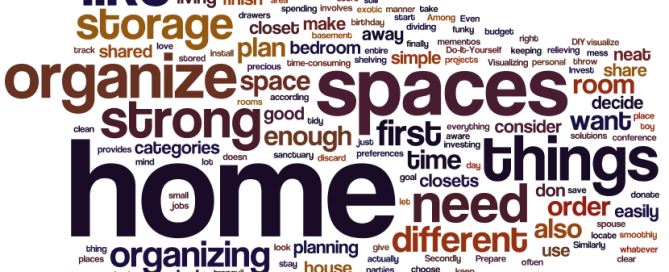 like living finish area still
drawers spending involves exotic manner take
storage closet make birthday start Among Even
basement away dividing funky budget
track shared love install plan bedroom entire finally mementos Do-It-Yourself keeping right DIY visualize
stored precious time-consuming shelving simple projects relieving mess neat
organize space spaces Visualizing personal throw Invest share
rooms according room
strong good tidy decide
clean enough just first everything aware investing consider want place toy
provides categories sanctuary discard preferences solutions conference
mind lot doesn time day things
home goal closets
small jobs let need don save donate
order easily
different also spouse locate smoothly
thing places organizing look planning give actually Secondly Prepare often use Similarly whatever clear
stay house parties choose keep
tranquil